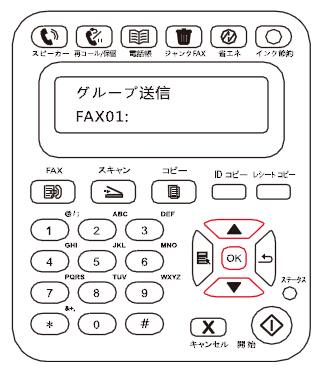 スピーカー 再コール/保留 電話帳 ジャンクFAX 省エネ インク節約
グループ送信
FAX01:
FAX スキャン コピー ID コピー レシート コピー
@/: ABC DEF
1 2 3
GHI JKL MNO
4 5 6 OK
PQRS TUV WXYZ ステータス
7 8 9
&+,
* 0 # X
キャンセル 開始